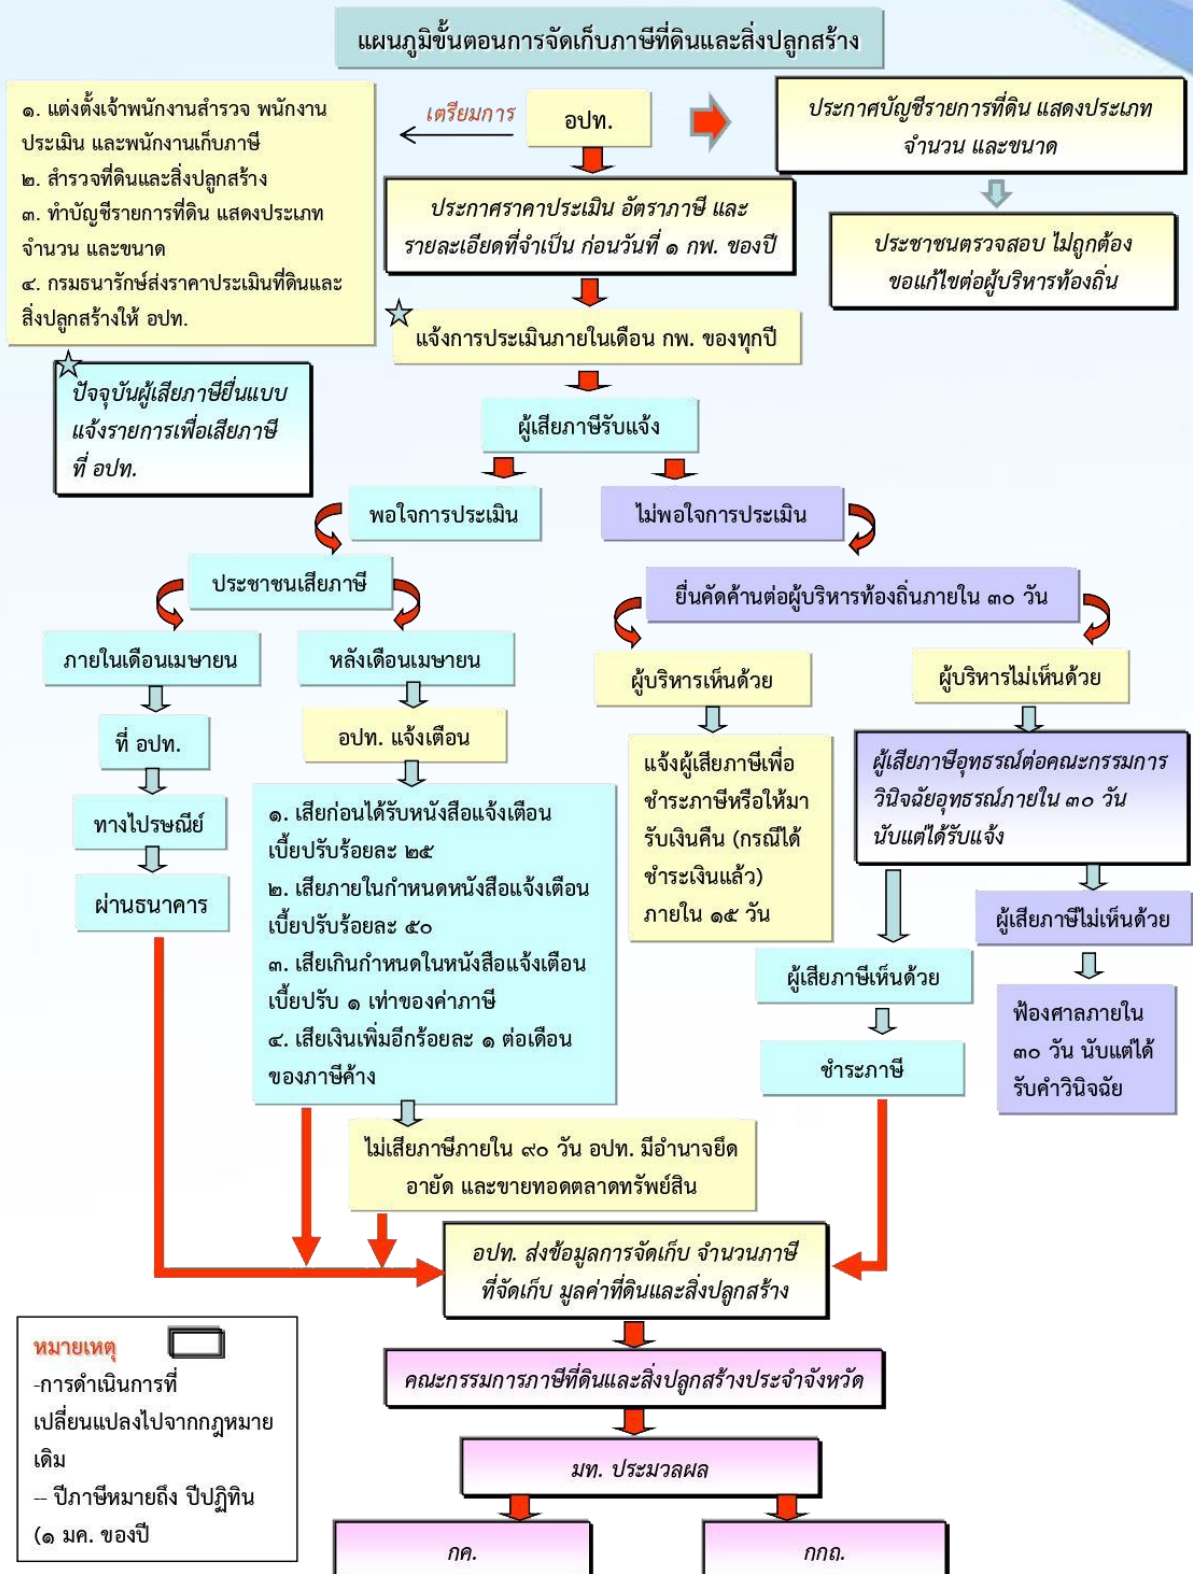 แผนภูมิขั้นตอนการจัดเก็บภาษีที่ดินและสิ่งปลูกสร้าง
๑. แต่งตั้งเจ้าพนักงานสำรวจ พนักงาน
ประเมิน และพนักงานเก็บภาษี
๒. สำรวจที่ดินและสิ่งปลูกสร้าง
๓. ทำบัญชีรายการที่ดิน แสดงประเภท
จำนวน และขนาด
๔. กรมธนารักษ์ส่งราคาประเมินที่ดินและ
สิ่งปลูกสร้างให้ อปท.
เตรียมการ
อปท.
ประกาศบัญชีรายการที่ดิน แสดงประเภท
จำนวน และขนาด
ประชาชนตรวจสอบ ไม่ถูกต้อง
ขอแก้ไขต่อผู้บริหารท้องถิ่น
ประกาศราคาประเมิน อัตราภาษี และ
รายละเอียดที่จำเป็น ก่อนวันที่ ๑ กพ. ของปี
แจ้งการประเมินภายในเดือน กพ. ของทุกปี
ปัจจุบันผู้เสียภาษียื่นแบบ
แจ้งรายการเพื่อเสียภาษี
ที่ อปท.
ผู้เสียภาษีรับแจ้ง
พอใจการประเมิน
ไม่พอใจการประเมิน
ประชาชนเสียภาษี
ยื่นคัดค้านต่อผู้บริหารท้องถิ่นภายใน ๓๐ วัน
ภายในเดือนเมษายน
หลังเดือนเมษายน
ผู้บริหารเห็นด้วย
ผู้บริหารไม่เห็นด้วย
ที่ อปท.
ทางไปรษณีย์
ผ่านธนาคาร
อปท. แจ้งเตือน
๑. เสียก่อนได้รับหนังสือแจ้งเตือน
เบี้ยปรับร้อยละ ๒๕
๒. เสียภายในกำหนดหนังสือแจ้งเตือน
เบี้ยปรับร้อยละ ๕๐
๓. เสียเกินกำหนดในหนังสือแจ้งเตือน
เบี้ยปรับ ๑ เท่าของค่าภาษี
๔. เสียเงินเพิ่มอีกร้อยละ ๑ ต่อเดือน
ของภาษีค้าง
แจ้งผู้เสียภาษีเพื่อ
ชำระภาษีหรือให้มา
รับเงินคืน (กรณีได้
ชำระเงินแล้ว)
ภายใน ๑๕ วัน
ผู้เสียภาษีอุทธรณ์ต่อคณะกรรมการ
วินิจฉัยอุทธรณ์ภายใน ๓๐ วัน
นับแต่ได้รับแจ้ง
ผู้เสียภาษีไม่เห็นด้วย
ผู้เสียภาษีเห็นด้วย
ฟ้องศาลภายใน
๓๐ วัน นับแต่ได้
รับคำวินิจฉัย
ชำระภาษี
ไม่เสียภาษีภายใน ๙๐ วัน อปท. มีอำนาจยึด
อายัด และขายทอดตลาดทรัพย์สิน
อปท. ส่งข้อมูลการจัดเก็บ จำนวนภาษี
ที่จัดเก็บ มูลค่าที่ดินและสิ่งปลูกสร้าง
คณะกรรมการภาษีที่ดินและสิ่งปลูกสร้างประจำจังหวัด
มท. ประมวลผล
กค.
กกถ.
หมายเหตุ
-การดำเนินการที่
เปลี่ยนแปลงไปจากกฎหมาย
เดิม
-- ปีภาษีหมายถึง ปีปฏิทิน
(๑ มค. ของปี